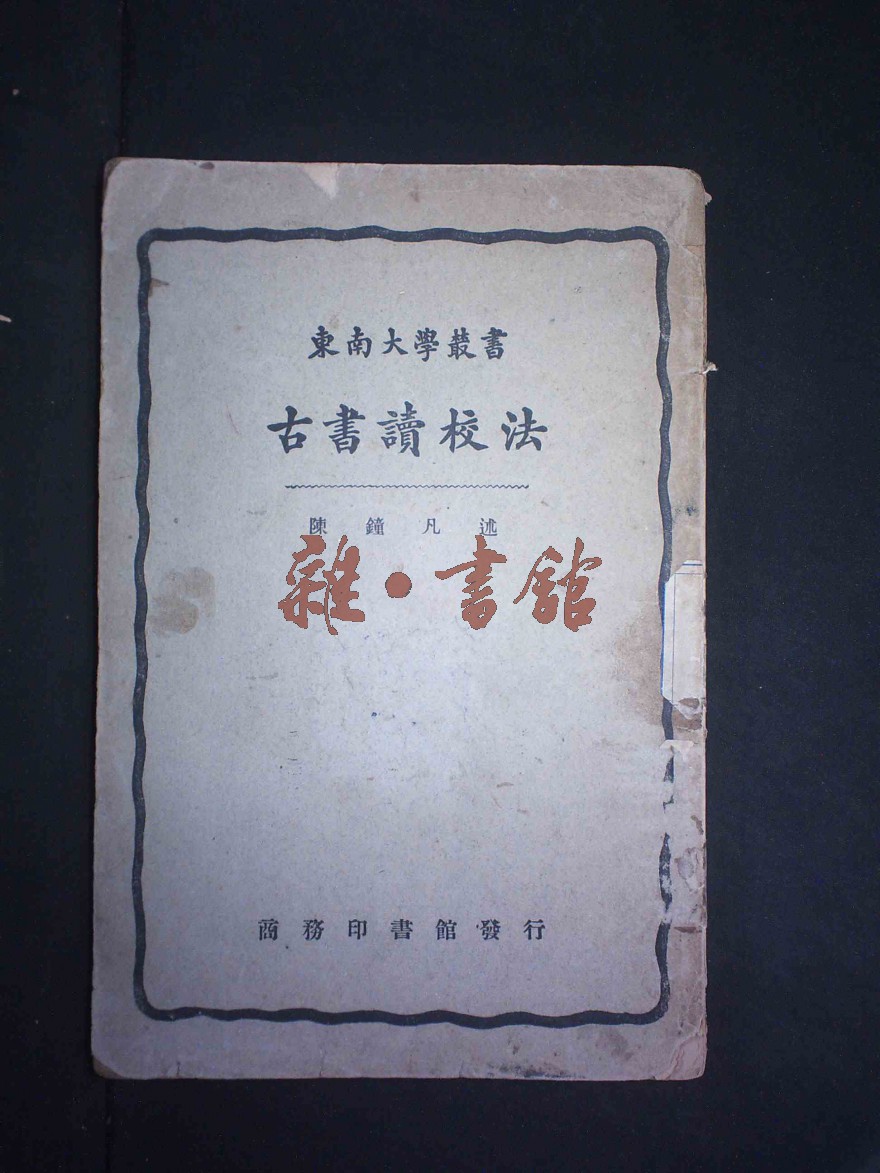 東南大學叢書
古書讀校法
陳鐘凡述
雜·書館
商務印書館發行